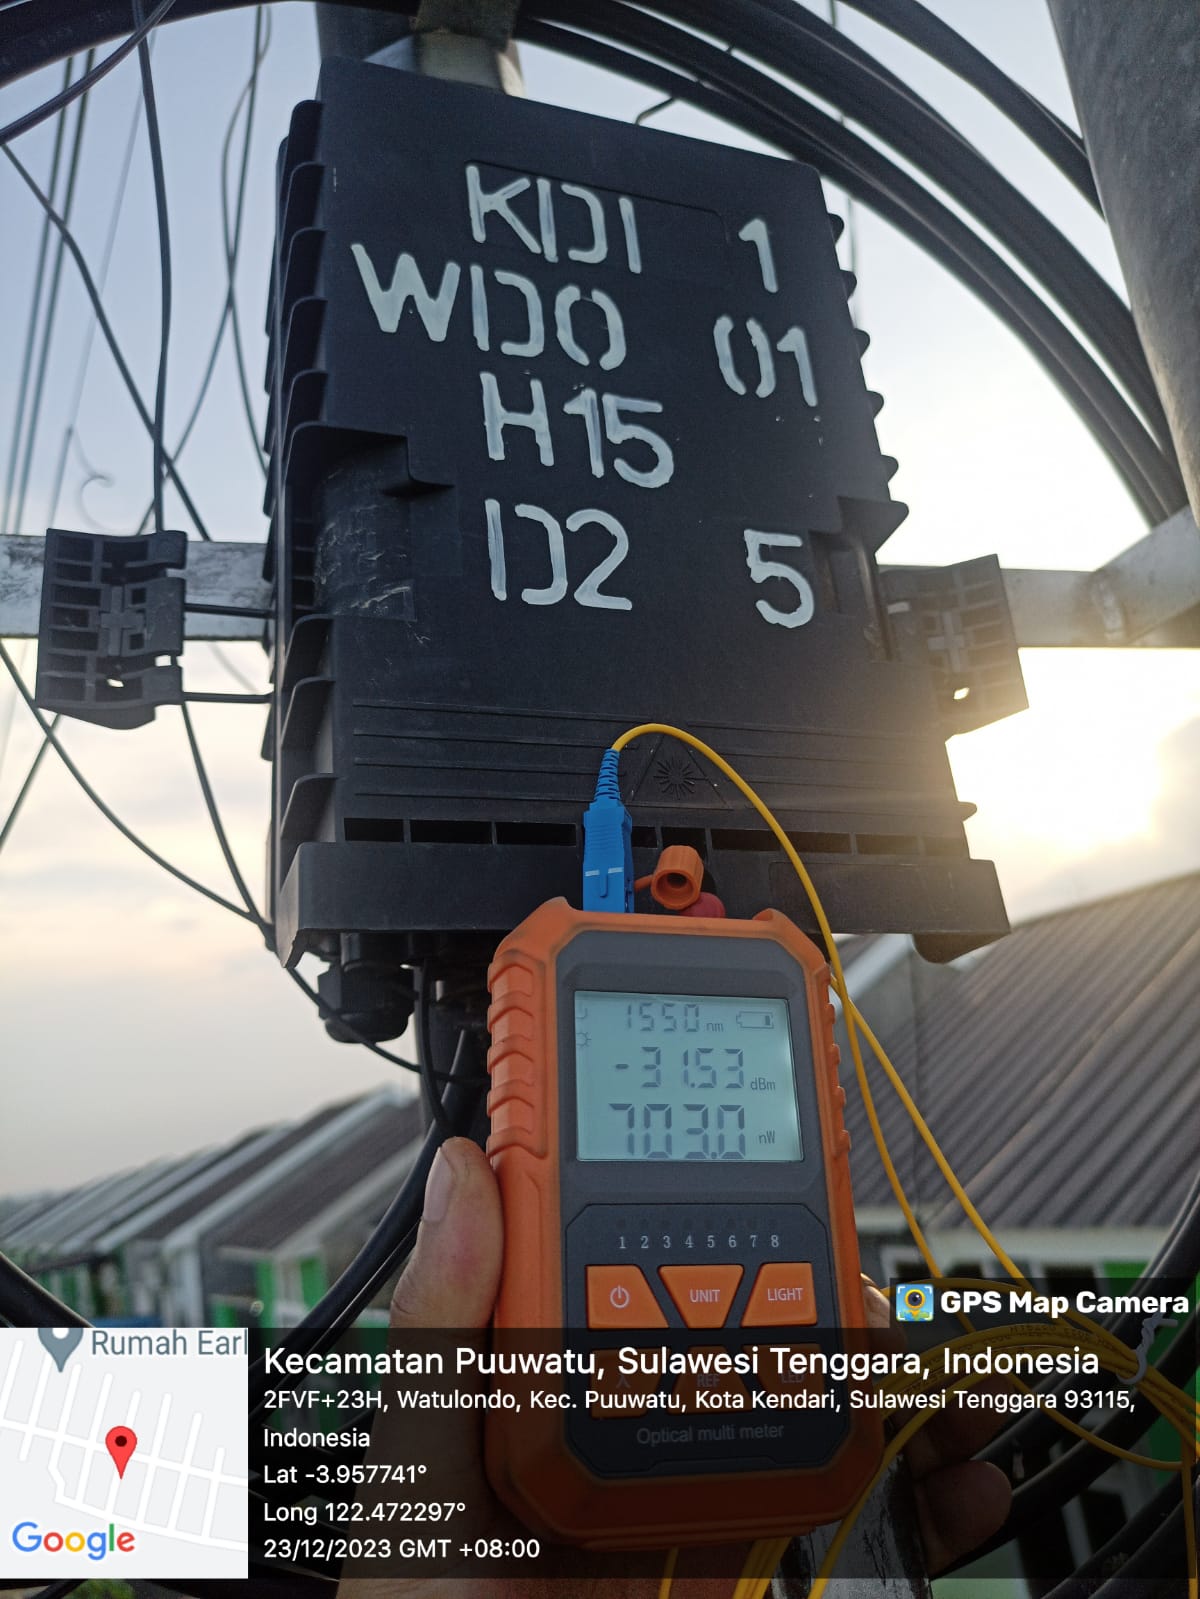 KDI 1
WDO 01
H15
D2 5
1550 nm
-31.53 dBm
703.0 nW
1 2 3 4 5 6 7 8
UNIT LIGHT
λ REF LED
Optical multi meter
GPS Map Camera
Rumah Earl
Google
Kecamatan Puuwatu, Sulawesi Tenggara, Indonesia
2FVF+23H, Watulondo, Kec. Puuwatu, Kota Kendari, Sulawesi Tenggara 93115,
Indonesia
Lat -3.957741°
Long 122.472297°
23/12/2023 GMT +08:00